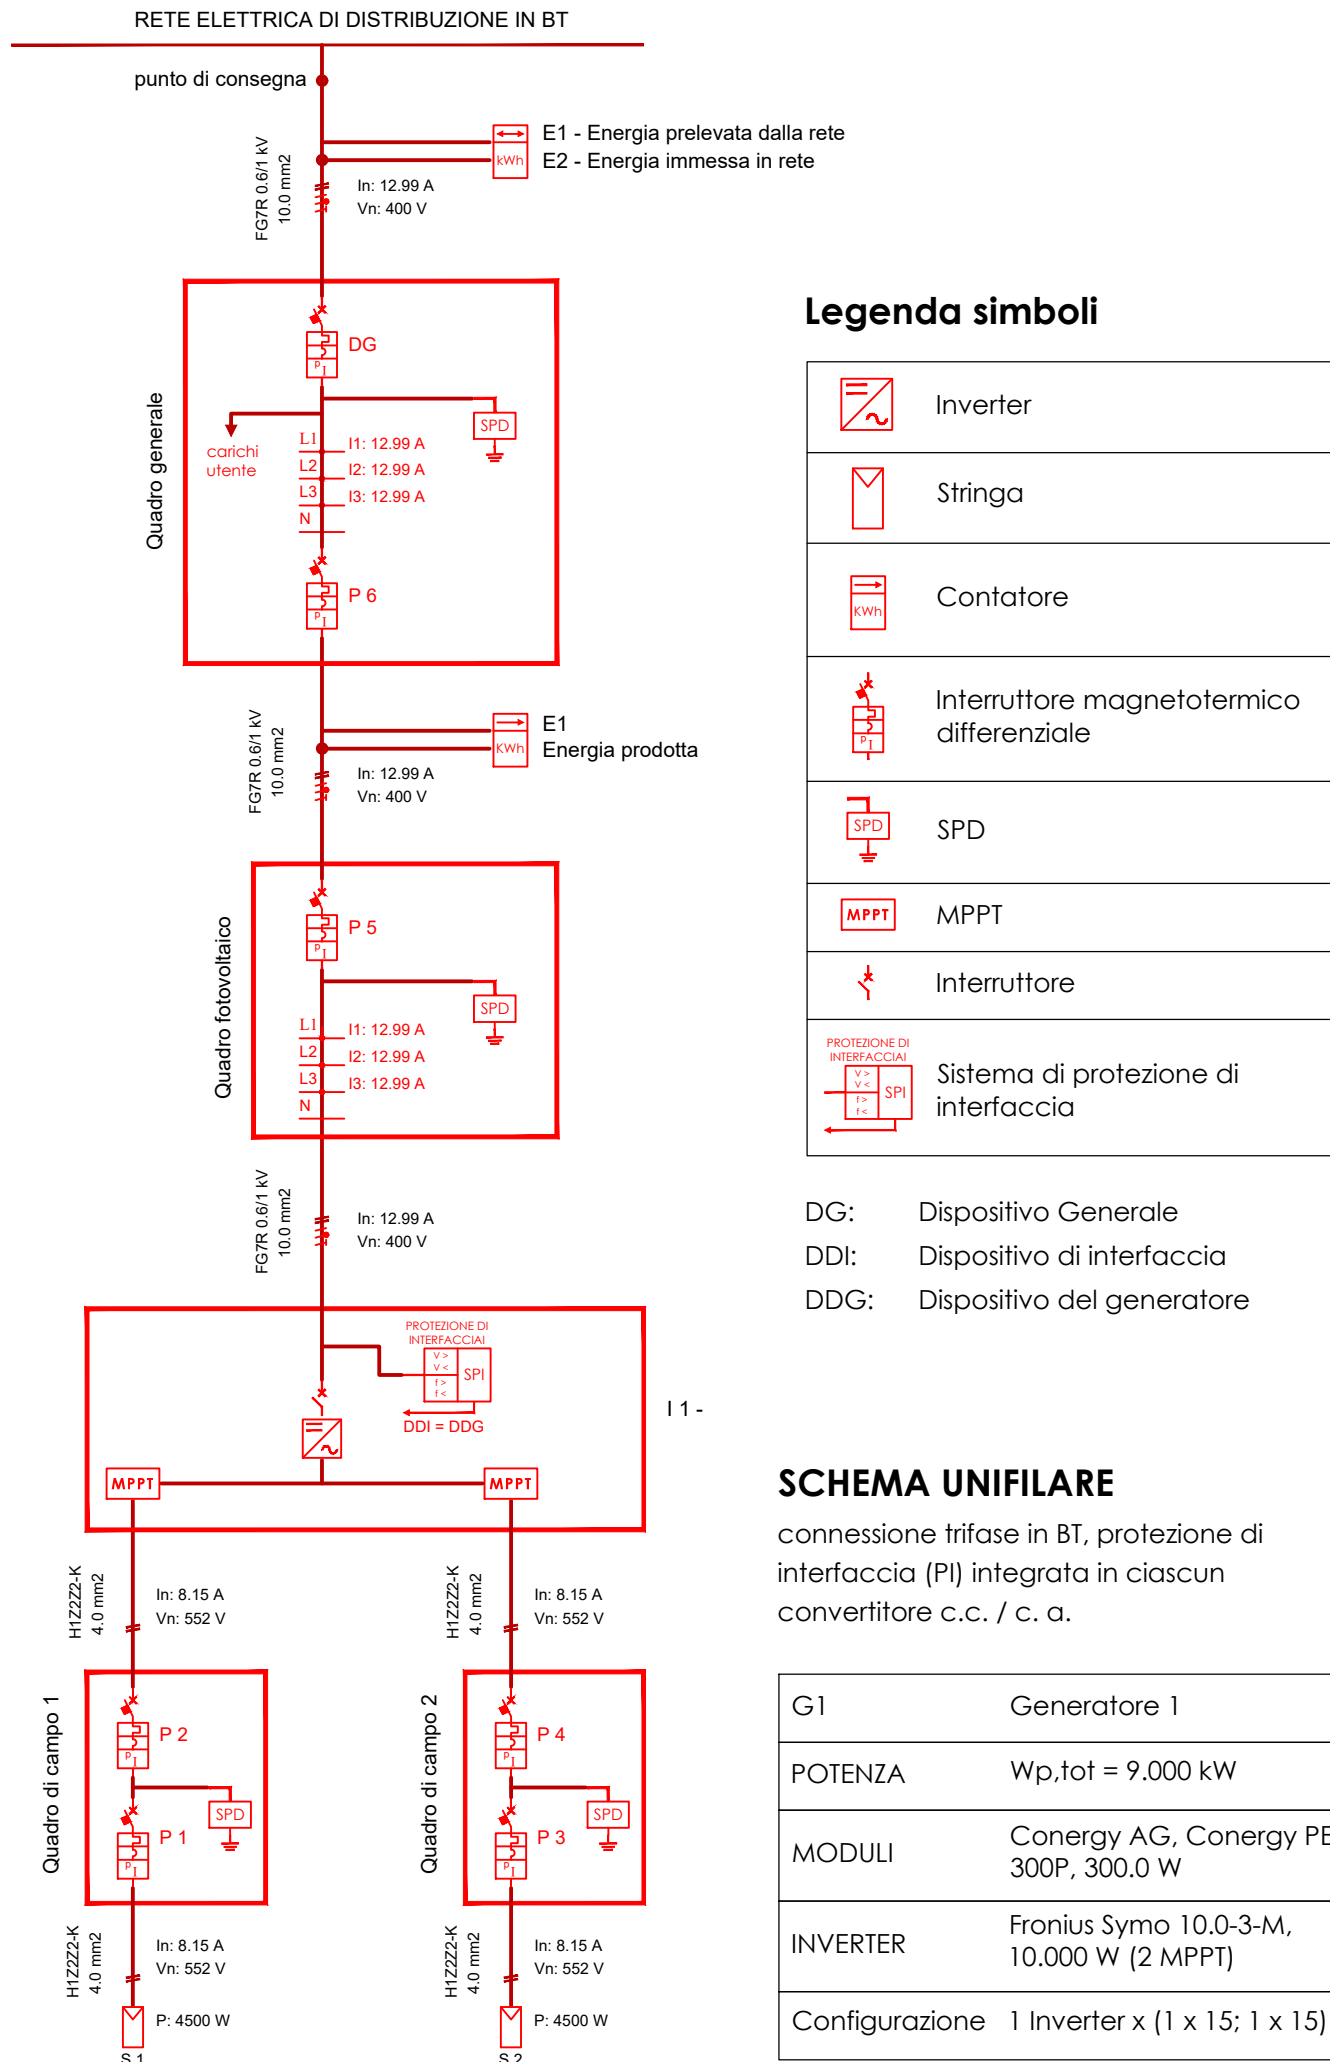 RETE ELETTRICA DI DISTRIBUZIONE IN BT
punto di consegna
E1 - Energia prelevata dalla rete
kWh
E2 - Energia immessa in rete
FG7R 0.6/1 kV
10.0 mm2
In: 12.99 A
Vn: 400 V
Quadro generale
DG
P I
SPD
carichi
utente
L1
I1: 12.99 A
L2
I2: 12.99 A
L3
I3: 12.99 A
N
P 6
P I
FG7R 0.6/1 kV
10.0 mm2
E1
KWh
Energia prodotta
In: 12.99 A
Vn: 400 V
Quadro fotovoltaico
P 5
P I
SPD
L1
I1: 12.99 A
L2
I2: 12.99 A
L3
I3: 12.99 A
N
FG7R 0.6/1 kV
10.0 mm2
In: 12.99 A
Vn: 400 V
PROTEZIONE DI
INTERFACCIAI
V >
V <
f >
f <
SPI
DDI = DDG
I 1 -
MPPT
MPPT
H1Z2Z2-K
4.0 mm2
In: 8.15 A
Vn: 552 V
H1Z2Z2-K
4.0 mm2
In: 8.15 A
Vn: 552 V
Quadro di campo 1
P 2
P I
SPD
P 1
P I
Quadro di campo 2
P 4
P I
SPD
P 3
P I
H1Z2Z2-K
4.0 mm2
In: 8.15 A
Vn: 552 V
H1Z2Z2-K
4.0 mm2
In: 8.15 A
Vn: 552 V
P: 4500 W
S 1
P: 4500 W
S 2
Legenda simboli
Inverter
Stringa
KWh
Contatore
P I
Interruttore magnetotermico
differenziale
SPD
SPD
MPPT
MPPT
Interruttore
PROTEZIONE DI
INTERFACCIAI
V >
V <
f >
f <
SPI
Sistema di protezione di
interfaccia
DG: Dispositivo Generale
DDI: Dispositivo di interfaccia
DDG: Dispositivo del generatore
SCHEMA UNIFILARE
connessione trifase in BT, protezione di
interfaccia (PI) integrata in ciascun
convertitore c.c. / c. a.
G1 Generatore 1
POTENZA Wp,tot = 9.000 kW
MODULI Conergy AG, Conergy PE
300P, 300.0 W
INVERTER Fronius Symo 10.0-3-M,
10.000 W (2 MPPT)
Configurazione 1 Inverter x (1 x 15; 1 x 15)